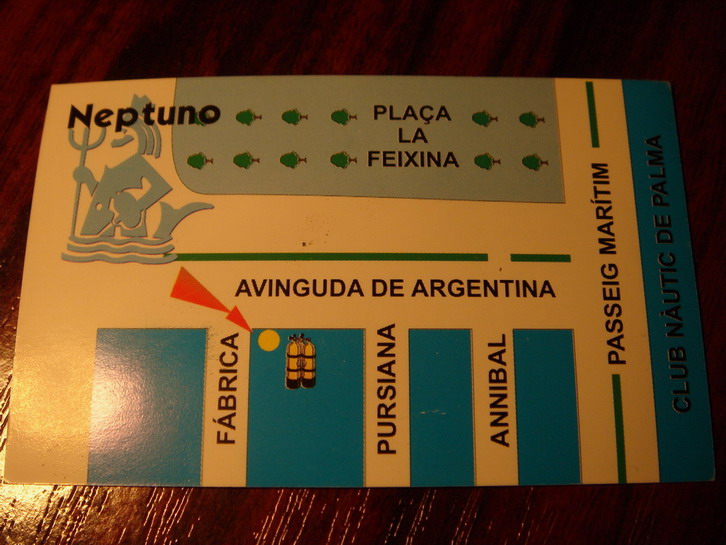 Neptuno
PLAÇA
LA
FEIXINA
AVINGUDA DE ARGENTINA
FÁBRICA
PURSIANA
ANNIBAL
PASSEIG MARÍTIM
CLUB NÀUTIC DE PALMA